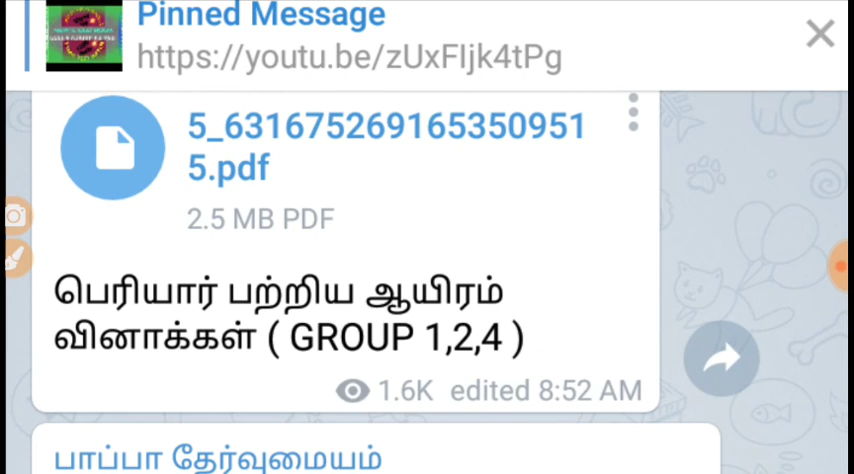 Pinned Message
https://youtu.be/zUxFIjk4tPg
5_631675269165350951
5.pdf
2.5 MB PDF
பெரியார் பற்றிய ஆயிரம்
வினாக்கள் ( GROUP 1,2,4 )
1.6K edited 8:52 AM
பாப்பா தேர்வுமையம்